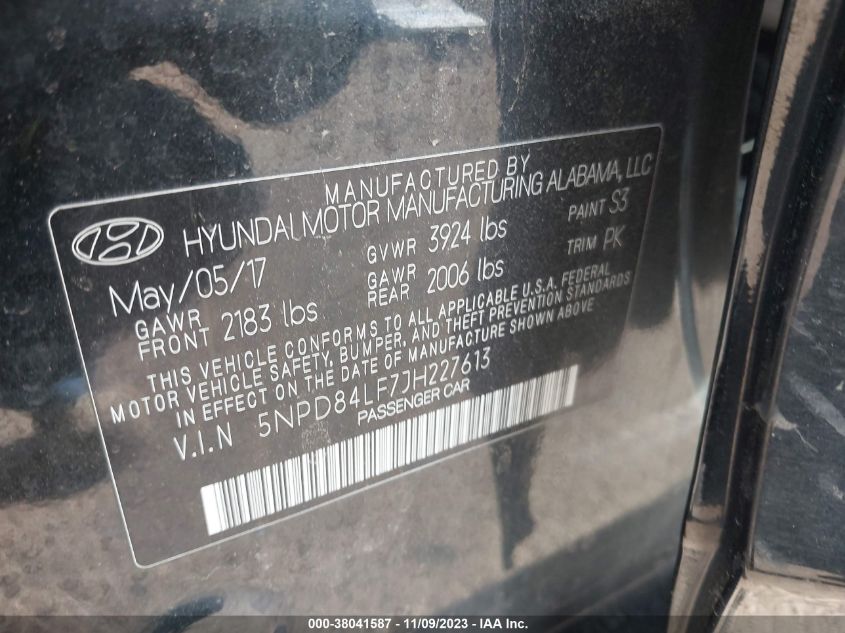 MANUFACTURED BY
HYUNDAI MOTOR MANUFACTURING ALABAMA, LLC
May/05/17
GVWR 3924 lbs
PAINT S3
GAWR FRONT 2183 lbs
GAWR REAR 2006 lbs
TRIM PK
THIS VEHICLE CONFORMS TO ALL APPLICABLE U.S.A. FEDERAL
MOTOR VEHICLE SAFETY, BUMPER, AND THEFT PREVENTION STANDARDS
IN EFFECT ON THE DATE OF MANUFACTURE SHOWN ABOVE
V.I.N 5NPD84LF7JH227613
PASSENGER CAR
000-38041587 - 11/09/2023 - IAA Inc.